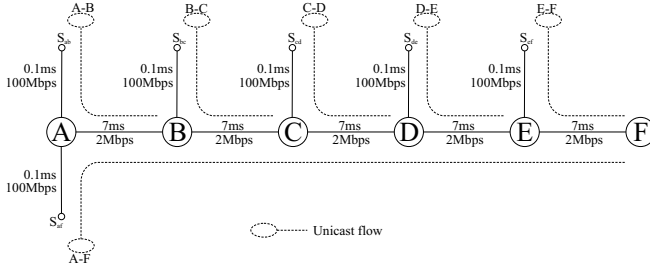 A-B B-C C-D D-E E-F
Sab Sbc Scd Sde Sef
0.1ms 0.1ms 0.1ms 0.1ms 0.1ms
100Mbps 100Mbps 100Mbps 100Mbps 100Mbps
A 7ms B 7ms C 7ms D 7ms E 7ms F
2Mbps 2Mbps 2Mbps 2Mbps 2Mbps
0.1ms
100Mbps
Saf
Unicast flow
A-F